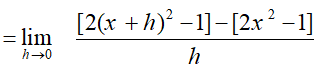 = lim h→0 [2(x + h)² − 1] − [2x² − 1] / h